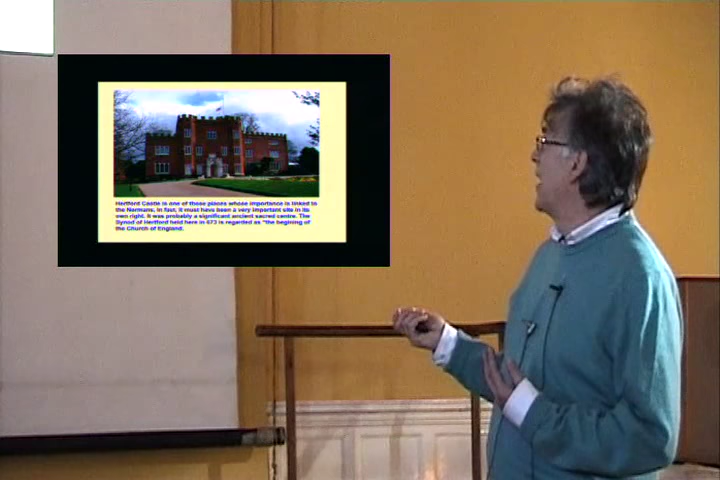 Hertford Castle is one of those places whose importance is linked to
the Normans. In fact, it must have been a very important site in its
own right. It was probably a significant ancient sacred centre. The
Synod of Hertford held here in 673 is regarded as "the begining of
the Church of England.